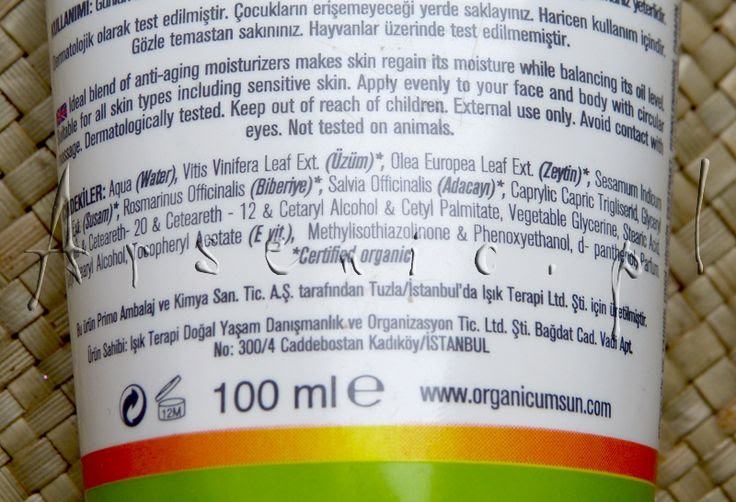 KULLANIMI:
Dermatolojik olarak test edilmiştir. Çocukların erişemeyeceği yerde saklayınız. Haricen kullanım içindir.
Gözle temastan sakınınız. Hayvanlar üzerinde test edilmemiştir.
Ideal blend of anti-aging moisturizers makes skin regain its moisture while balancing its oil level.
Suitable for all skin types including sensitive skin. Apply evenly to your face and body with circular
massage. Dermatologically tested. Keep out of reach of children. External use only. Avoid contact with
eyes. Not tested on animals.
Aqua (Water), Vitis Vinifera Leaf Ext. (Üzüm)*, Olea Europea Leaf Ext. (Zeytin)*, Sesamum Indicum
(Susam)*, Rosmarinus Officinalis (Biberiye)*, Salvia Officinalis (Adaçayı)*, Caprylic Capric Trigliserid, Glyceryl
Ceteareth- 20 & Ceteareth - 12 & Cetaryl Alcohol & Cetyl Palmitate, Vegetable Glycerine, Stearic Acid,
Alcohol, Tocopheryl Acetate (E vit.), Methylisothiazolinone & Phenoxyethanol, d- panthenol, Parfum
*Certified organic
Arsenic.pl
Bu ürün Primo Ambalaj ve Kimya San. Tic. A.Ş. tarafından Tuzla/İstanbul'da Işık Terapi Ltd. Şti. için üretilmiştir.
Ürün Sahibi: Işık Terapi Doğal Yaşam Danışmanlık ve Organizasyon Tic. Ltd. Şti. Bağdat Cad. Vadi Apt.
No: 300/4 Caddebostan Kadıköy/İSTANBUL
12M 100 ml e www.organicumsun.com